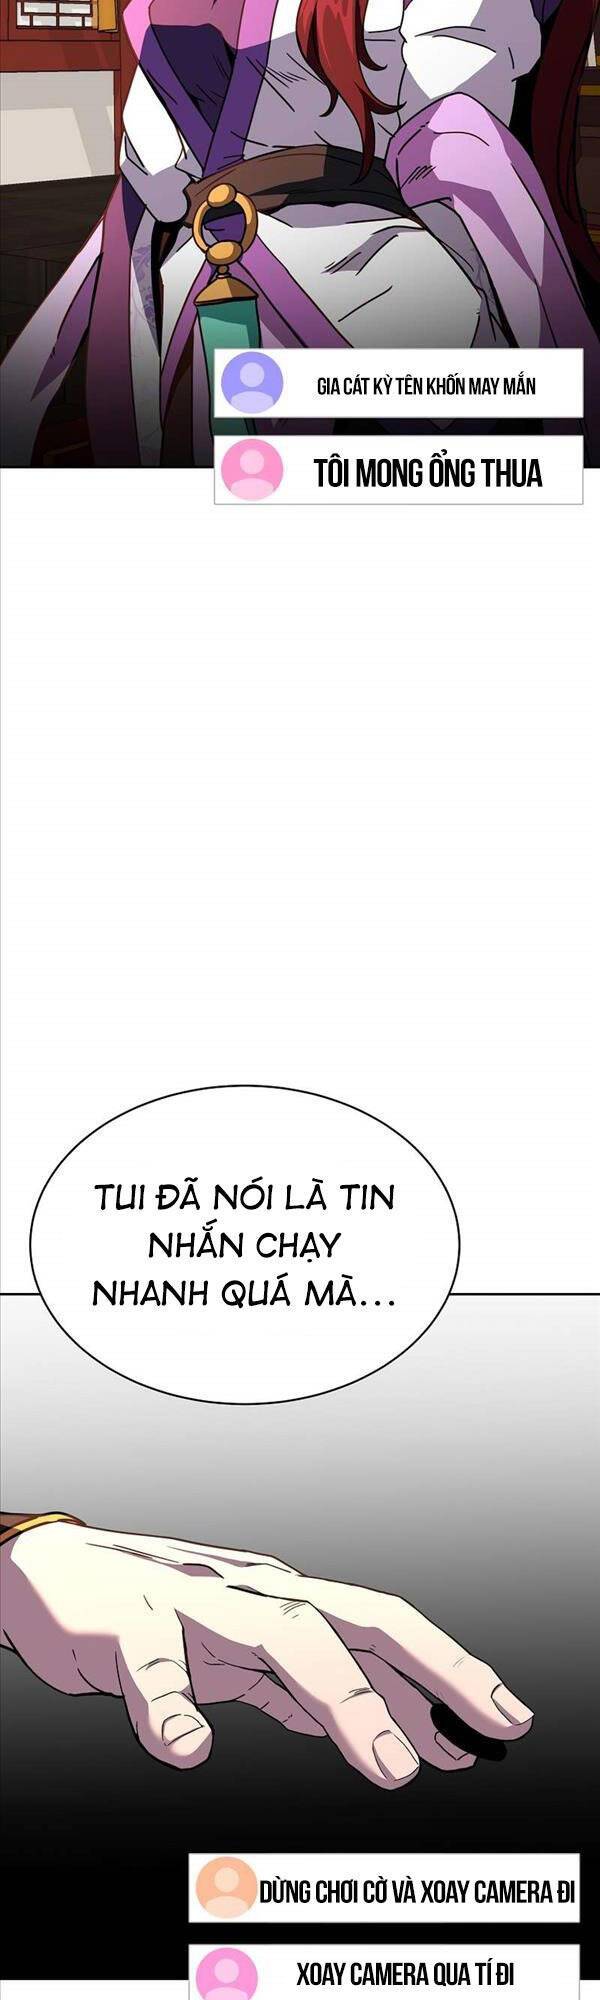 GIA CÁT KỲ TÊN KHỐN MAY MẮN
TÔI MONG ỔNG THUA
TUI ĐÃ NÓI LÀ TIN
NHẮN CHẠY
NHANH QUÁ MÀ...
DỪNG CHƠI CỜ VÀ XOAY CAMERA ĐI
XOAY CAMERA QUA TÍ ĐI